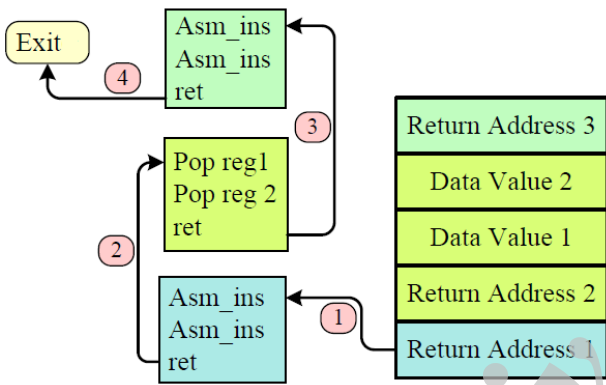 Exit
4
Asm_ins
Asm_ins
ret
3
Pop reg1
Pop reg 2
ret
2
Asm_ins
Asm_ins
ret
1
Return Address 3
Data Value 2
Data Value 1
Return Address 2
Return Address 1